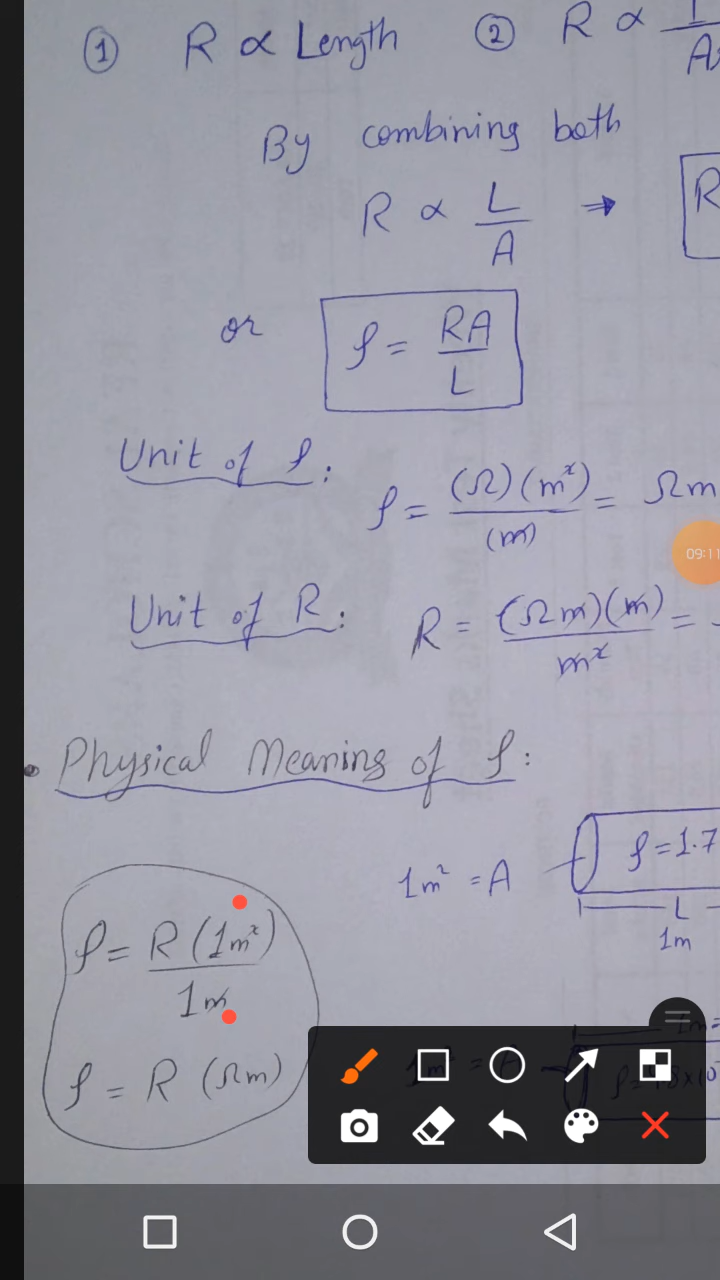 ① R ∝ Length ② R ∝ 1/A
By combining both
R ∝ L/A ⇒ R
or ρ = RA/L
Unit of ρ:
ρ = (Ω)(m²)/(m) = Ωm
09:11
Unit of R:
R = (Ωm)(m)/m² =
• Physical Meaning of ρ:
ρ=1.7
1m² = A
L
1m
ρ = R(1m²)/1m
ρ = R (Ωm)